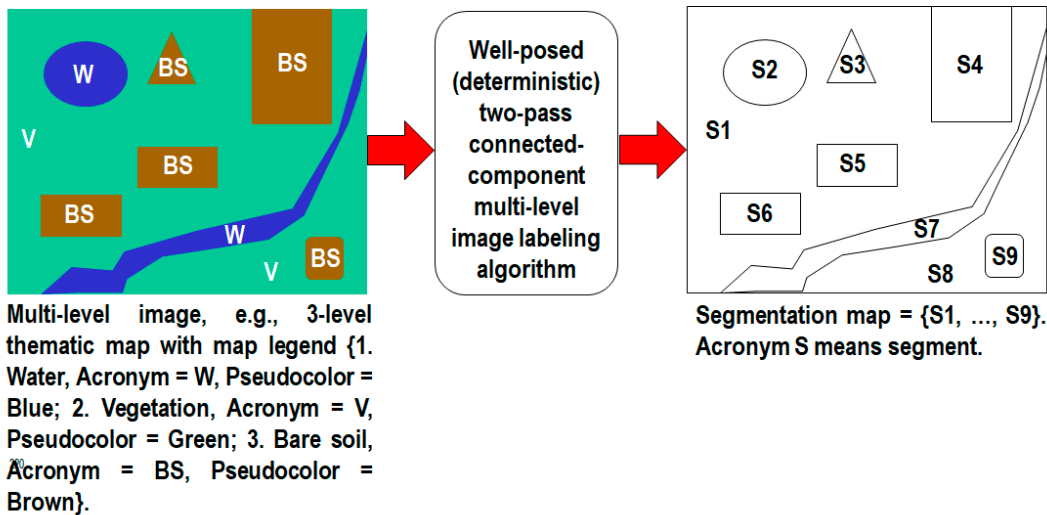 W
BS
BS
V
BS
BS
W
V
BS
Well-posed
(deterministic)
two-pass
connected-
component
multi-level
image labeling
algorithm
S2
S3
S4
S1
S5
S6
S7
S8
S9
Multi-level image, e.g., 3-level
thematic map with map legend {1.
Water, Acronym = W, Pseudocolor =
Blue; 2. Vegetation, Acronym = V,
Pseudocolor = Green; 3. Bare soil,
Acronym = BS, Pseudocolor =
Brown}.
Segmentation map = {S1, …, S9}.
Acronym S means segment.